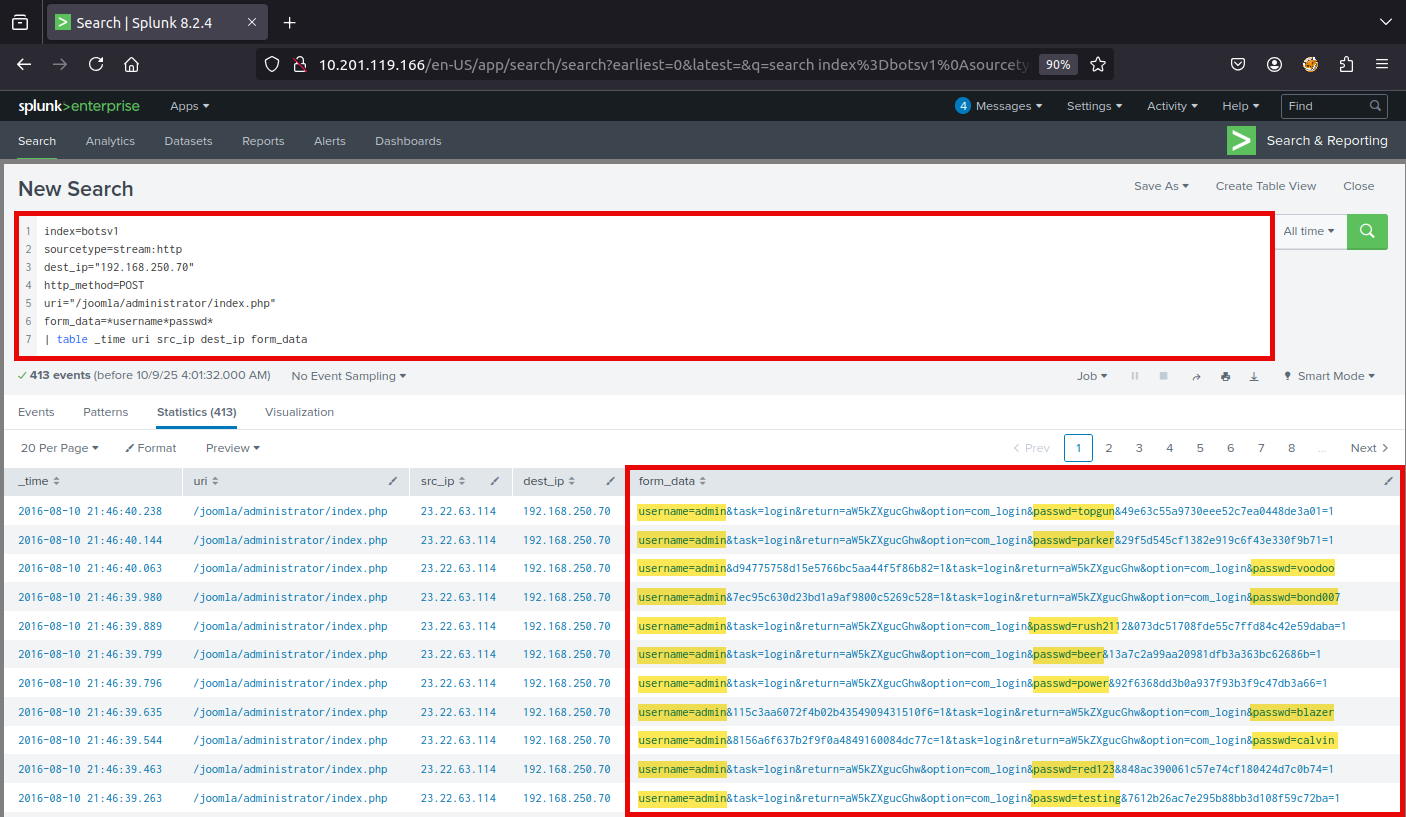 Search | Splunk 8.2.4
10.201.119.166/en-US/app/search/search?earliest=0&latest=&q=search index%3Dbotsv1%0Asourcety
90%
splunk>enterprise Apps
4 Messages Settings Activity Help Find
Search Analytics Datasets Reports Alerts Dashboards
> Search & Reporting
New Search
Save As Create Table View Close
1 index=botsv1
2 sourcetype=stream:http
3 dest_ip="192.168.250.70"
4 http_method=POST
5 uri="/joomla/administrator/index.php"
6 form_data=*username*passwd*
7 | table _time uri src_ip dest_ip form_data
All time
413 events (before 10/9/25 4:01:32.000 AM) No Event Sampling
Job Smart Mode
Events Patterns Statistics (413) Visualization
20 Per Page Format Preview
< Prev 1 2 3 4 5 6 7 8 ... Next >
_time uri src_ip dest_ip form_data
2016-08-10 21:46:40.238 /joomla/administrator/index.php 23.22.63.114 192.168.250.70 username=admin&task=login&return=aW5kZXgucGhw&option=com_login&passwd=topgun&49e63c55a9730eee52c7ea0448de3a01=1
2016-08-10 21:46:40.144 /joomla/administrator/index.php 23.22.63.114 192.168.250.70 username=admin&task=login&return=aW5kZXgucGhw&option=com_login&passwd=parker&29f5d545cf1382e919c6f43e330f9b71=1
2016-08-10 21:46:40.063 /joomla/administrator/index.php 23.22.63.114 192.168.250.70 username=admin&d94775758d15e5766bc5aa44f5f86b82=1&task=login&return=aW5kZXgucGhw&option=com_login&passwd=voodoo
2016-08-10 21:46:39.980 /joomla/administrator/index.php 23.22.63.114 192.168.250.70 username=admin&7ec95c630d23bd1a9af9800c5269c528=1&task=login&return=aW5kZXgucGhw&option=com_login&passwd=bond007
2016-08-10 21:46:39.889 /joomla/administrator/index.php 23.22.63.114 192.168.250.70 username=admin&task=login&return=aW5kZXgucGhw&option=com_login&passwd=rush2112&073dc51708fde55c7ffd84c42e59daba=1
2016-08-10 21:46:39.799 /joomla/administrator/index.php 23.22.63.114 192.168.250.70 username=admin&task=login&return=aW5kZXgucGhw&option=com_login&passwd=beer&13a7c2a99aa20981dfb3a363bc62686b=1
2016-08-10 21:46:39.796 /joomla/administrator/index.php 23.22.63.114 192.168.250.70 username=admin&task=login&return=aW5kZXgucGhw&option=com_login&passwd=power&92f6368dd3b0a937f93b3f9c47db3a66=1
2016-08-10 21:46:39.635 /joomla/administrator/index.php 23.22.63.114 192.168.250.70 username=admin&115c3aa6072f4b02b4354909431510f6=1&task=login&return=aW5kZXgucGhw&option=com_login&passwd=blazer
2016-08-10 21:46:39.544 /joomla/administrator/index.php 23.22.63.114 192.168.250.70 username=admin&8156a6f637b2f9f0a4849160084dc77c=1&task=login&return=aW5kZXgucGhw&option=com_login&passwd=calvin
2016-08-10 21:46:39.463 /joomla/administrator/index.php 23.22.63.114 192.168.250.70 username=admin&task=login&return=aW5kZXgucGhw&option=com_login&passwd=red123&848ac390061c57e74cf180424d7c0b74=1
2016-08-10 21:46:39.263 /joomla/administrator/index.php 23.22.63.114 192.168.250.70 username=admin&task=login&return=aW5kZXgucGhw&option=com_login&passwd=testing&7612b26ac7e295b88bb3d108f59c72ba=1